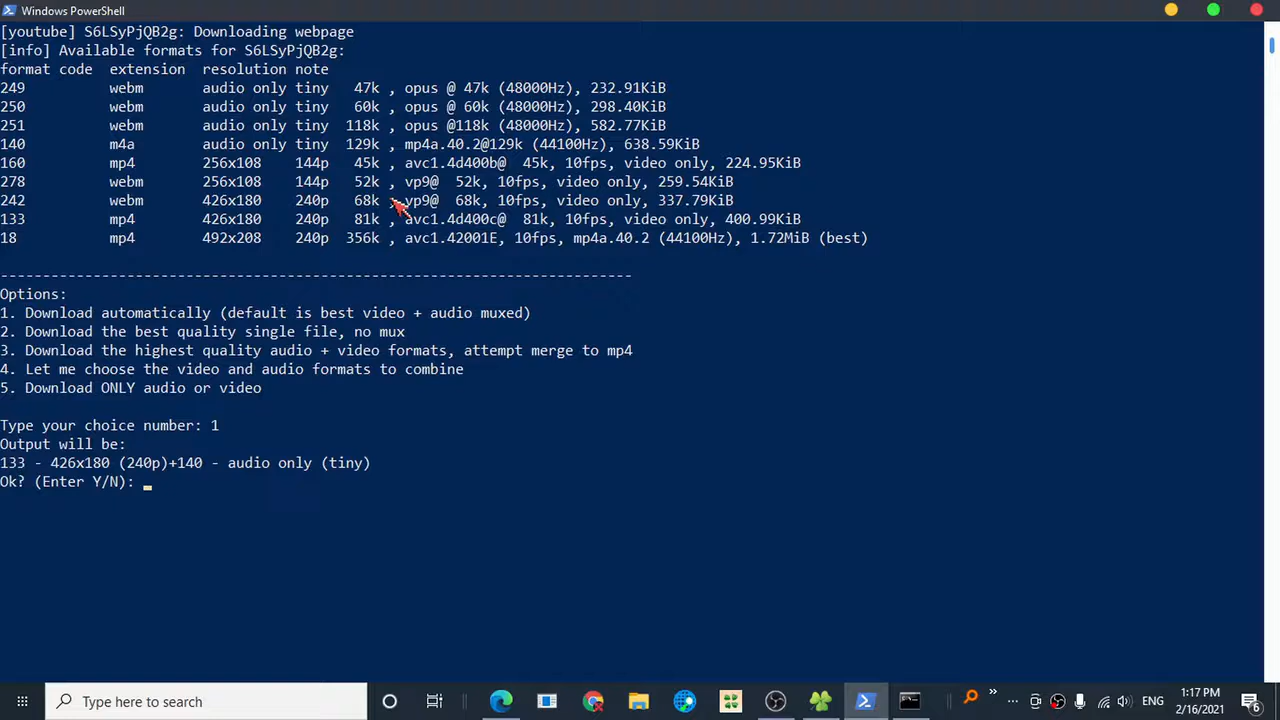 Windows PowerShell
[youtube] S6LSyPjQB2g: Downloading webpage
[info] Available formats for S6LSyPjQB2g:
format code  extension  resolution note
249          webm       audio only tiny   47k , opus @ 47k (48000Hz), 232.91KiB
250          webm       audio only tiny   60k , opus @ 60k (48000Hz), 298.40KiB
251          webm       audio only tiny  118k , opus @118k (48000Hz), 582.77KiB
140          m4a        audio only tiny  129k , mp4a.40.2@129k (44100Hz), 638.59KiB
160          mp4        256x108    144p   45k , avc1.4d400b@  45k, 10fps, video only, 224.95KiB
278          webm       256x108    144p   52k , vp9@  52k, 10fps, video only, 259.54KiB
242          webm       426x180    240p   68k , vp9@  68k, 10fps, video only, 337.79KiB
133          mp4        426x180    240p   81k , avc1.4d400c@  81k, 10fps, video only, 400.99KiB
18           mp4        492x208    240p  356k , avc1.42001E, 10fps, mp4a.40.2 (44100Hz), 1.72MiB (best)
---------------------------------------------------------------------------
Options:
1. Download automatically (default is best video + audio muxed)
2. Download the best quality single file, no mux
3. Download the highest quality audio + video formats, attempt merge to mp4
4. Let me choose the video and audio formats to combine
5. Download ONLY audio or video
Type your choice number: 1
Output will be:
133 - 426x180 (240p)+140 - audio only (tiny)
Ok? (Enter Y/N):
Type here to search
ENG
1:17 PM
2/16/2021
6